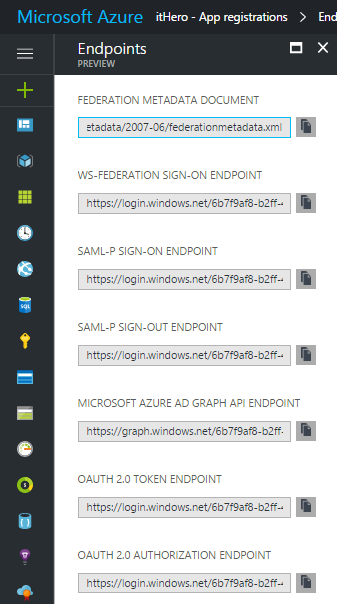 Microsoft Azure itHero - App registrations > End
Endpoints
PREVIEW
FEDERATION METADATA DOCUMENT
etadata/2007-06/federationmetadata.xml
WS-FEDERATION SIGN-ON ENDPOINT
https://login.windows.net/6b7f9af8-b2ff-
SAML-P SIGN-ON ENDPOINT
https://login.windows.net/6b7f9af8-b2ff-
SAML-P SIGN-OUT ENDPOINT
https://login.windows.net/6b7f9af8-b2ff-
MICROSOFT AZURE AD GRAPH API ENDPOINT
https://graph.windows.net/6b7f9af8-b2ff-
OAUTH 2.0 TOKEN ENDPOINT
https://login.windows.net/6b7f9af8-b2ff-
OAUTH 2.0 AUTHORIZATION ENDPOINT
https://login.windows.net/6b7f9af8-b2ff-